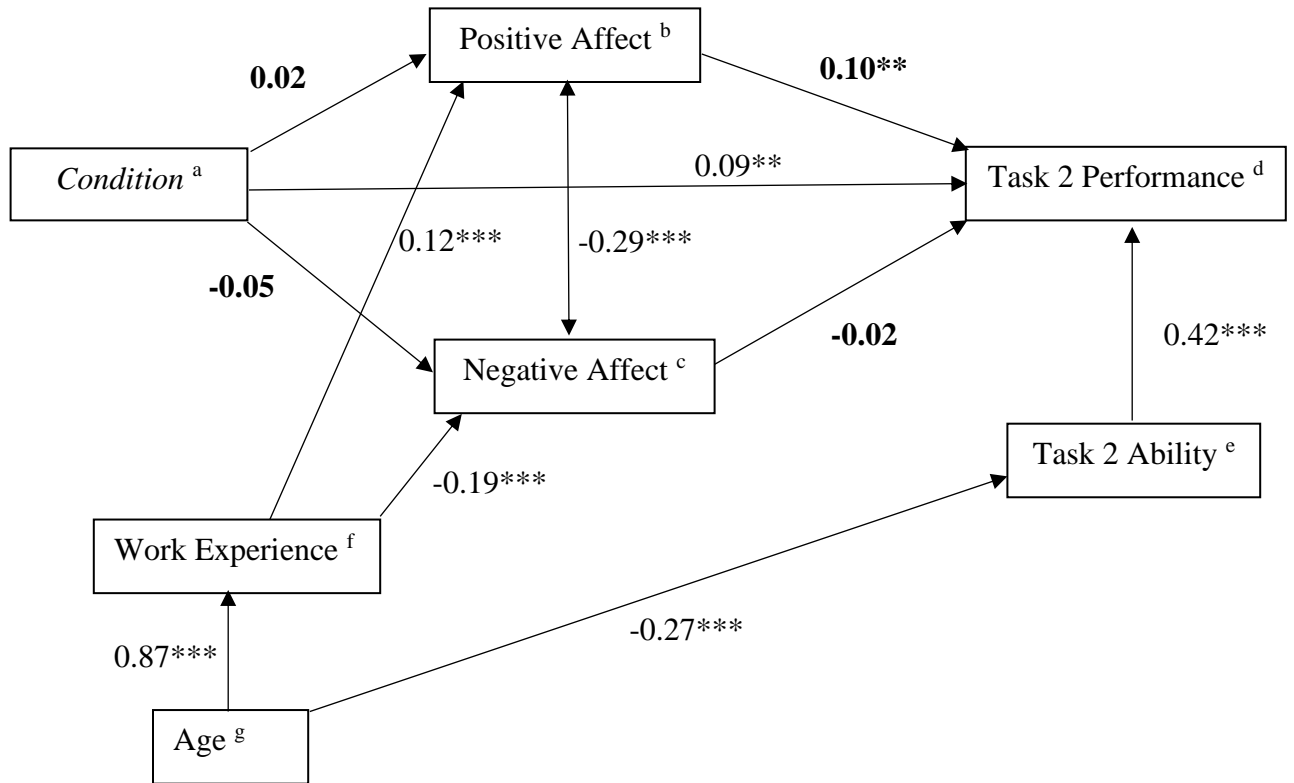 Positive Affect b
0.02
0.10**
Condition a
0.09**
Task 2 Performance d
0.12***
-0.29***
-0.05
-0.02
0.42***
Negative Affect c
Task 2 Ability e
-0.19***
Work Experience f
-0.27***
0.87***
Age g